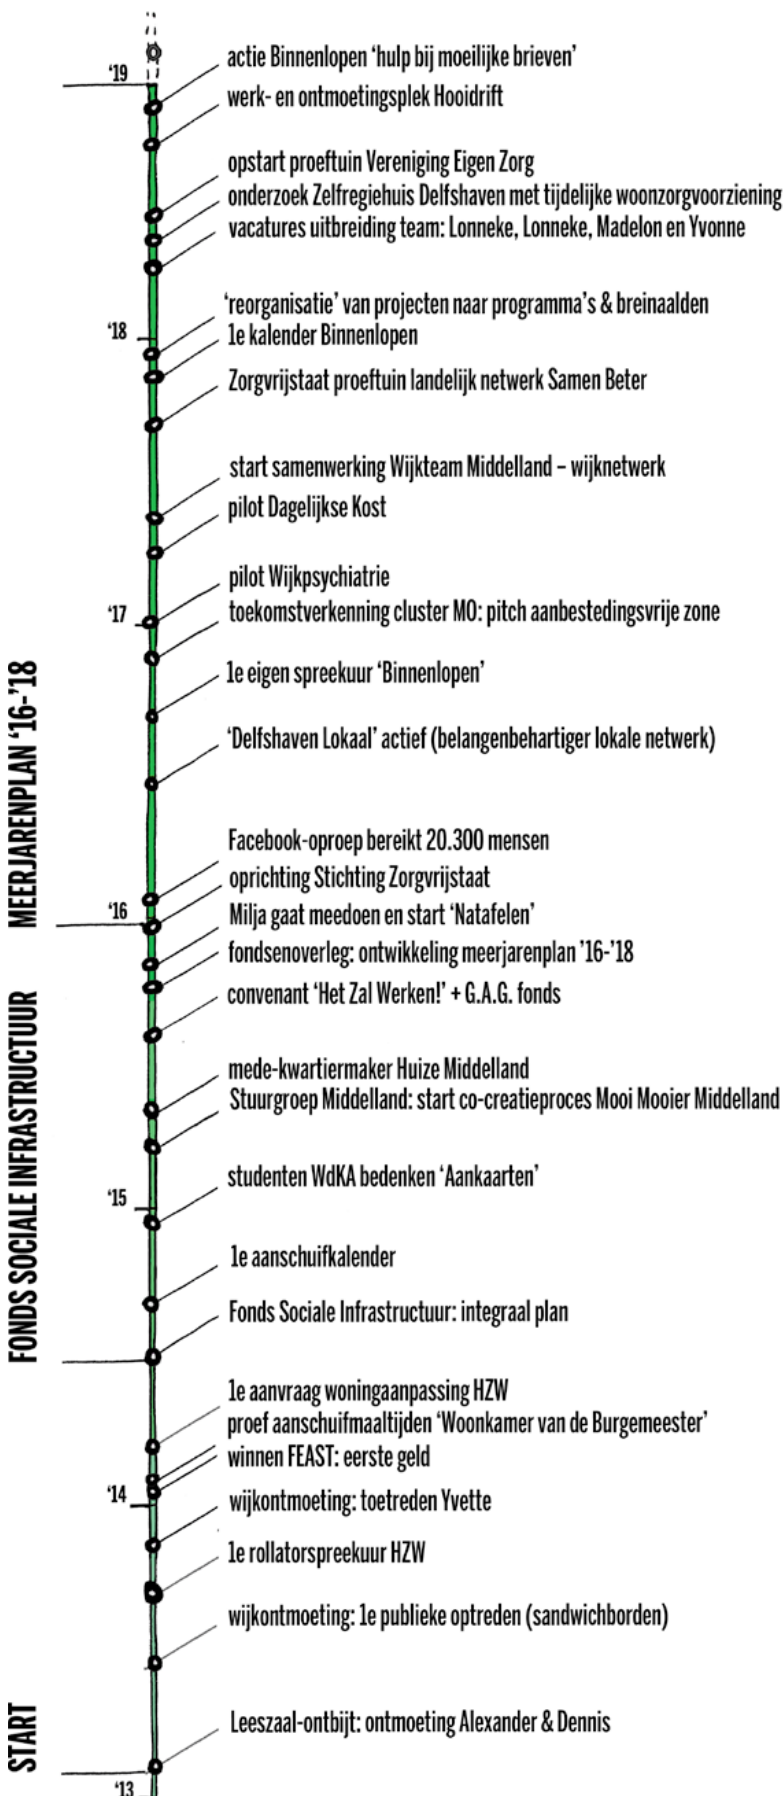 '19
actie Binnenlopen 'hulp bij moeilijke brieven'
werk- en ontmoetingsplek Hooidrift
opstart proeftuin Vereniging Eigen Zorg
onderzoek Zelfregiehuis Delfshaven met tijdelijke woonzorgvoorziening
vacatures uitbreiding team: Lonneke, Lonneke, Madelon en Yvonne
'reorganisatie' van projecten naar programma's & breinaalden
'18
1e kalender Binnenlopen
Zorgvrijstaat proeftuin landelijk netwerk Samen Beter
start samenwerking Wijkteam Middelland – wijknetwerk
pilot Dagelijkse Kost
pilot Wijkpsychiatrie
'17
toekomstverkenning cluster MO: pitch aanbestedingsvrije zone
1e eigen spreekuur 'Binnenlopen'
'Delfshaven Lokaal' actief (belangenbehartiger lokale netwerk)
MEERJARENPLAN '16-'18
Facebook-oproep bereikt 20.300 mensen
oprichting Stichting Zorgvrijstaat
'16
Milja gaat meedoen en start 'Natafelen'
fondsenoverleg: ontwikkeling meerjarenplan '16-'18
convenant 'Het Zal Werken!' + G.A.G. fonds
mede-kwartiermaker Huize Middelland
Stuurgroep Middelland: start co-creatieproces Mooi Mooier Middelland
studenten WdKA bedenken 'Aankaarten'
'15
1e aanschuifkalender
Fonds Sociale Infrastructuur: integraal plan
FONDS SOCIALE INFRASTRUCTUUR
1e aanvraag woningaanpassing HZW
proef aanschuifmaaltijden 'Woonkamer van de Burgemeester'
winnen FEAST: eerste geld
'14
wijkontmoeting: toetreden Yvette
1e rollatorspreekuur HZW
wijkontmoeting: 1e publieke optreden (sandwichborden)
Leeszaal-ontbijt: ontmoeting Alexander & Dennis
START
'13